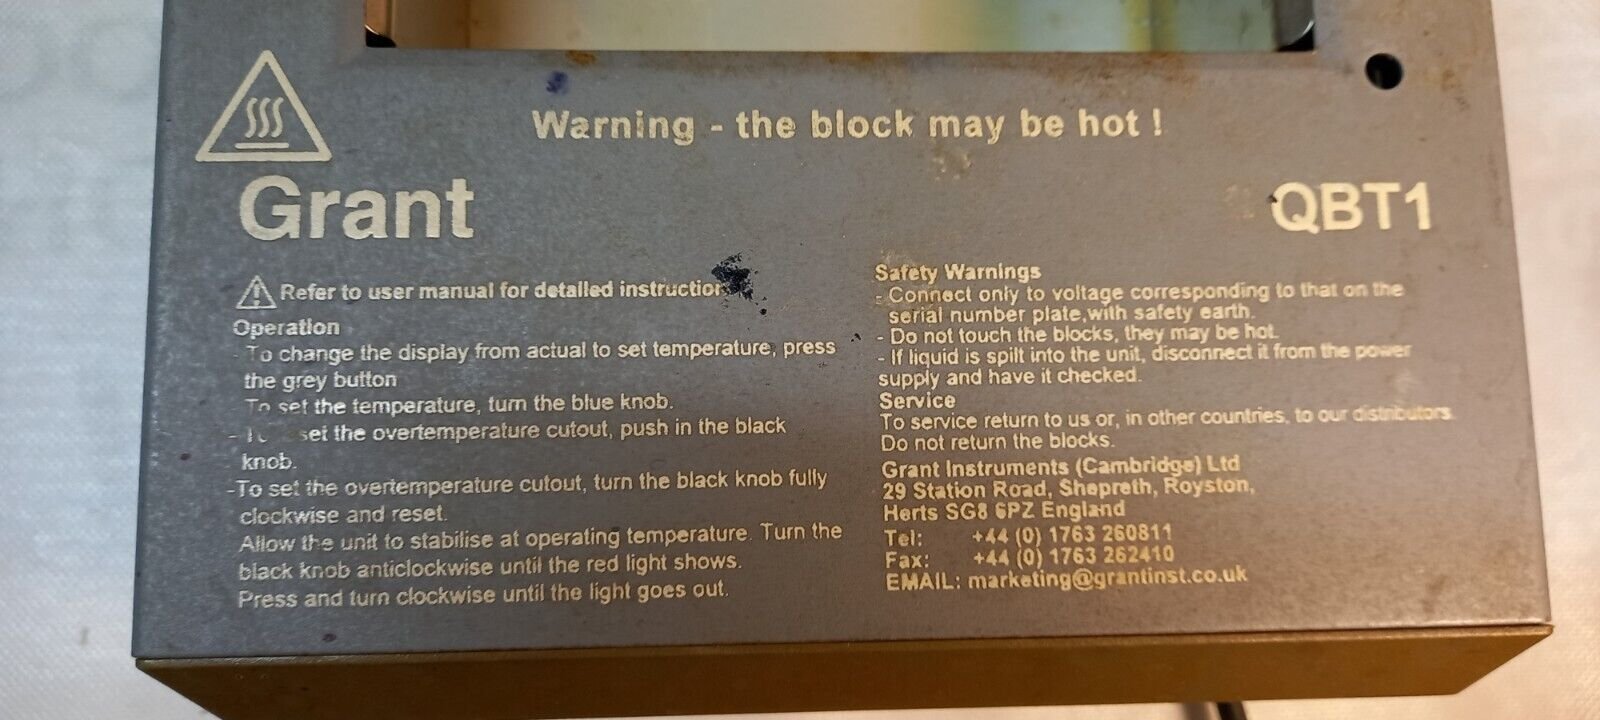 Warning - the block may be hot !
Grant
QBT1
Refer to user manual for detailed instruction
Operation
- To change the display from actual to set temperature, press
the grey button
To set the temperature, turn the blue knob.
- set the overtemperature cutout, push in the black
knob.
-To set the overtemperature cutout, turn the black knob fully
clockwise and reset.
Allow the unit to stabilise at operating temperature. Turn the
black knob anticlockwise until the red light shows.
Press and turn clockwise until the light goes out.
Safety Warnings
- Connect only to voltage corresponding to that on the
serial number plate,with safety earth.
- Do not touch the blocks, they may be hot.
- If liquid is spilt into the unit, disconnect it from the power
supply and have it checked.
Service
To service return to us or, in other countries, to our distributors.
Do not return the blocks.
Grant Instruments (Cambridge) Ltd
29 Station Road, Shepreth, Royston,
Herts SG8 6PZ England
Tel: +44 (0) 1763 260811
Fax: +44 (0) 1763 262410
EMAIL: marketing@grantinst.co.uk